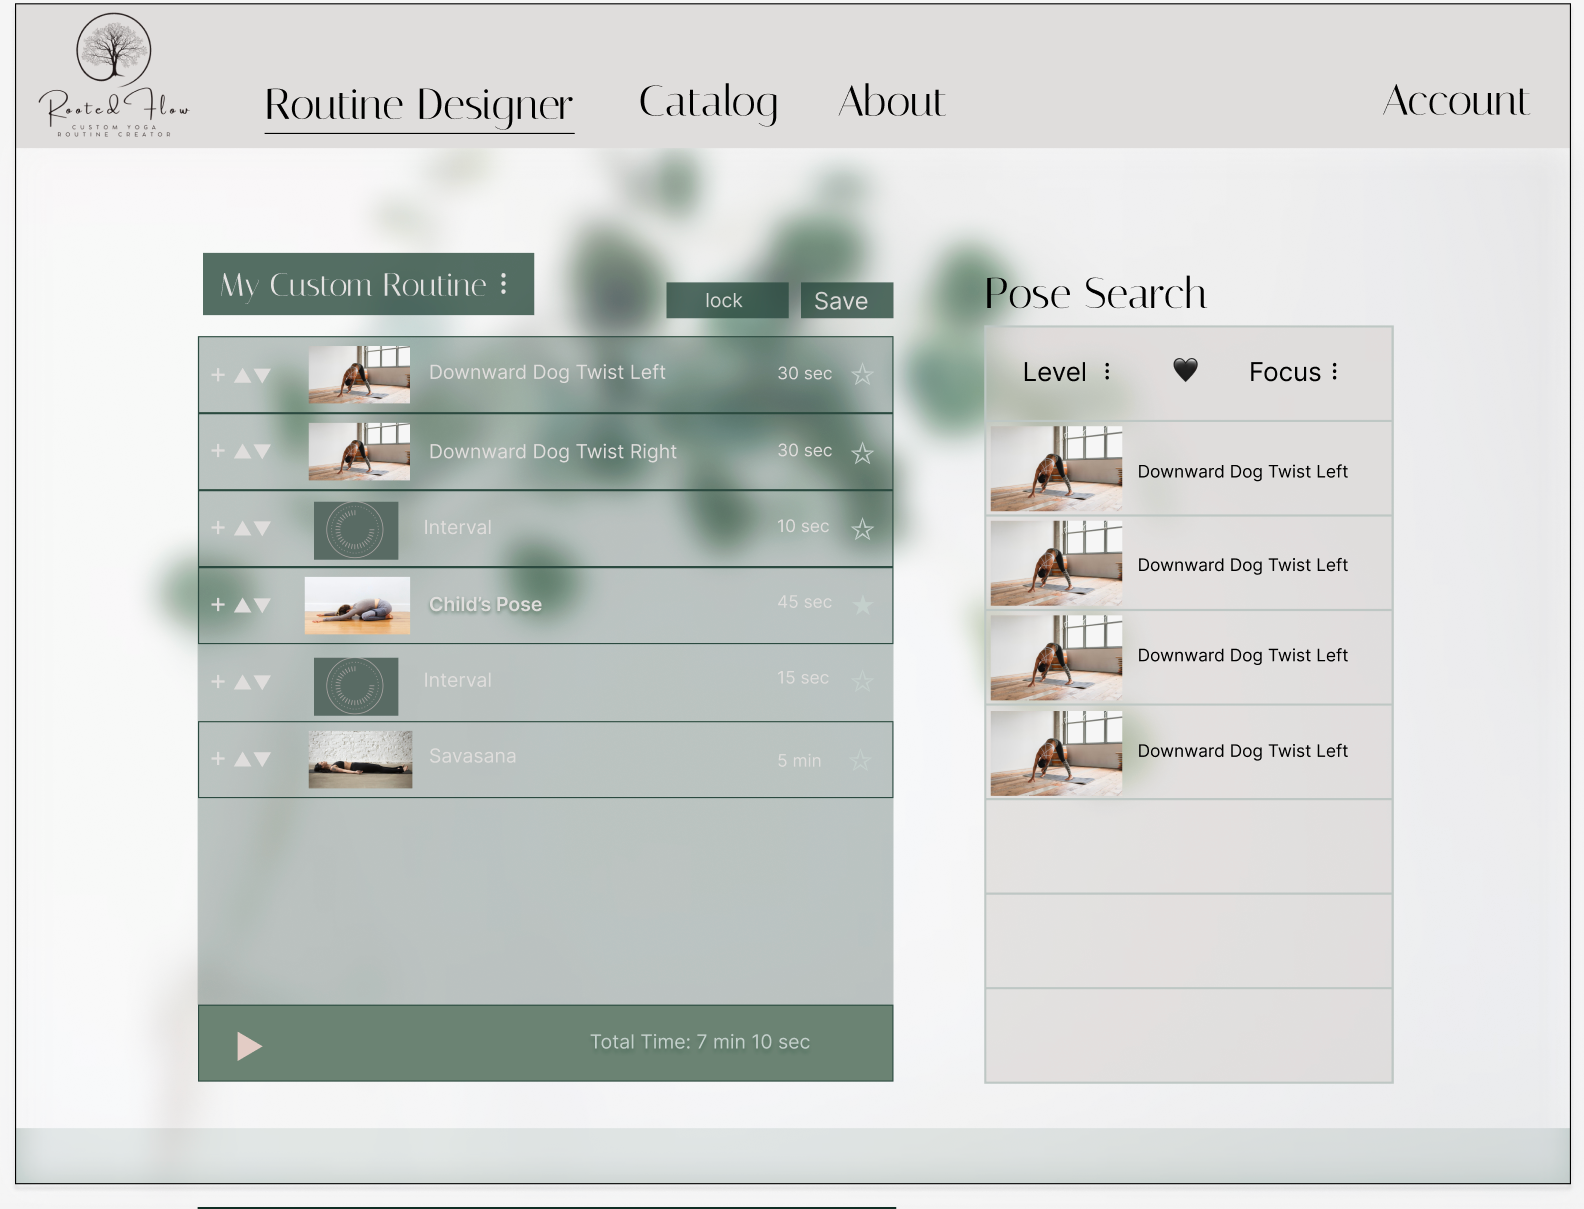 Rooted Flow
CUSTOM YOGA
ROUTINE CREATOR
Routine Designer
Catalog
About
Account
My Custom Routine
lock
Save
Downward Dog Twist Left
30 sec
Downward Dog Twist Right
30 sec
Interval
10 sec
Child's Pose
45 sec
Interval
15 sec
Savasana
5 min
Total Time: 7 min 10 sec
Pose Search
Level
Focus
Downward Dog Twist Left
Downward Dog Twist Left
Downward Dog Twist Left
Downward Dog Twist Left